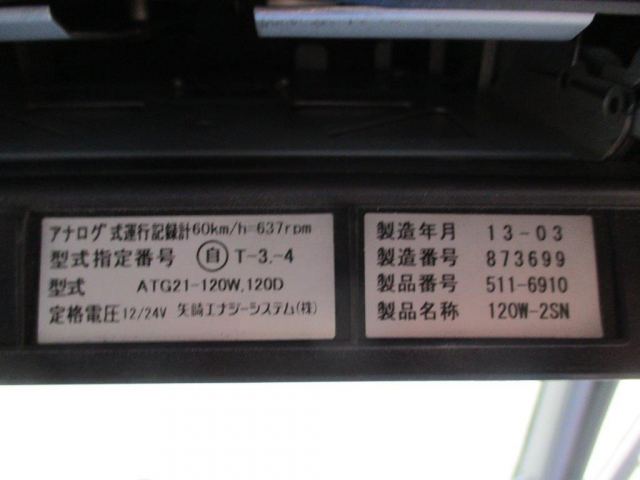 アナログ式運行記録計60km/h=637rpm
型式指定番号 自 T-3.-4
型式 ATG21-120W,120D
定格電圧12/24V 矢崎エナジーシステム(株)
製造年月 13-03
製造番号 873699
製品番号 511-6910
製品名称 120W-2SN